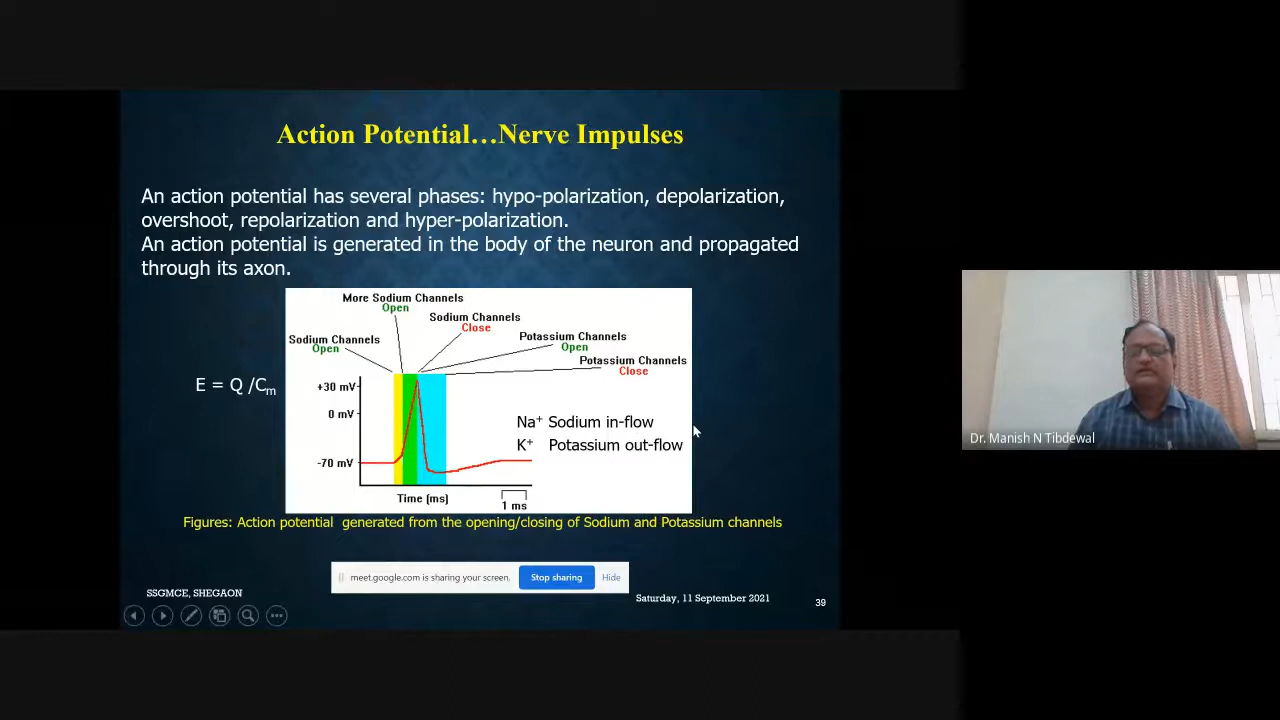 Action Potential…Nerve Impulses
An action potential has several phases: hypo-polarization, depolarization,
overshoot, repolarization and hyper-polarization.
An action potential is generated in the body of the neuron and propagated
through its axon.
More Sodium Channels
Open
Sodium Channels
Close
Sodium Channels
Open
Potassium Channels
Open
Potassium Channels
Close
E = Q /Cm
+30 mV
0 mV
-70 mV
Na+ Sodium in-flow
K+ Potassium out-flow
Time (ms)
1 ms
Figures: Action potential generated from the opening/closing of Sodium and Potassium channels
meet.google.com is sharing your screen.
Stop sharing
Hide
SSGMCE, SHEGAON
Saturday, 11 September 2021
39
Dr. Manish N Tibdewal